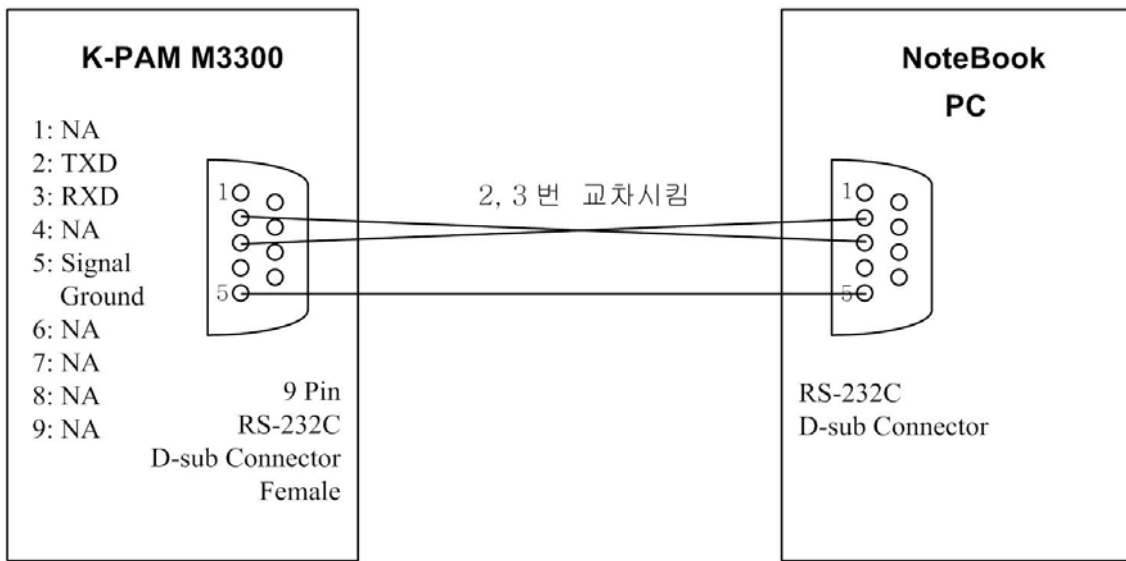 K-PAM M3300
1: NA
2: TXD
3: RXD
4: NA
5: Signal
Ground
6: NA
7: NA
8: NA
9: NA
1
5
9 Pin
RS-232C
D-sub Connector
Female
2, 3 번 교차시킴
NoteBook
PC
1
5
RS-232C
D-sub Connector